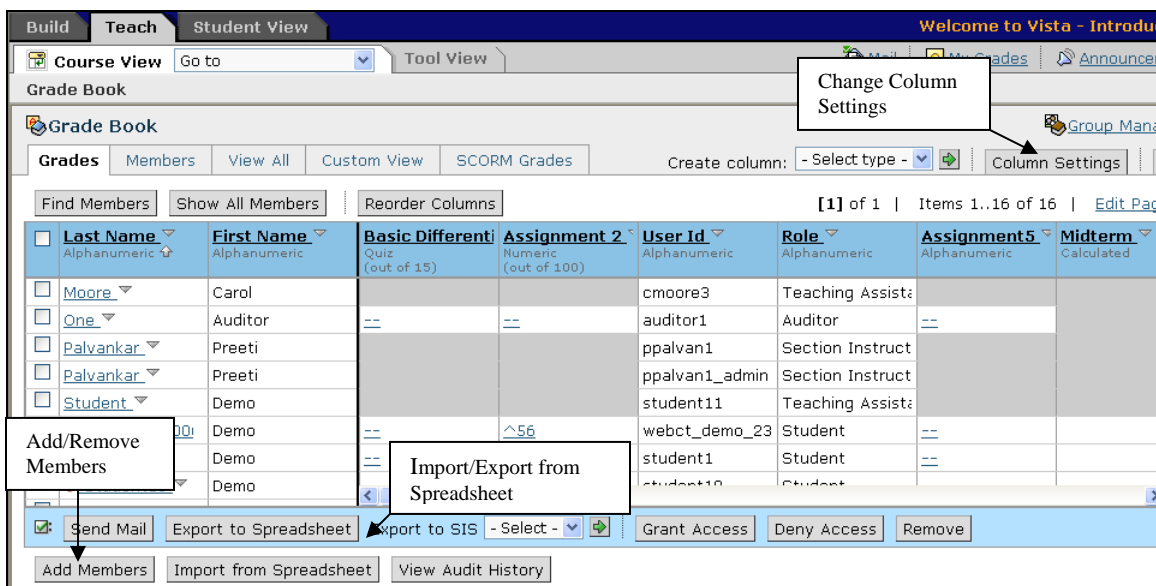 Build Teach Student View Welcome to Vista - Introdu
Course View Go to Tool View Mail My Grades Announce
Grade Book
Change Column
Settings
Grade Book Group Mana
Grades Members View All Custom View SCORM Grades Create column: - Select type - Column Settings
Find Members Show All Members Reorder Columns [1] of 1 | Items 1..16 of 16 | Edit Pag
Last Name First Name Basic Differenti Assignment 2 User Id Role Assignment5 Midterm
Alphanumeric Alphanumeric Quiz Numeric Alphanumeric Alphanumeric Alphanumeric Calculated
(out of 15) (out of 100)
Moore Carol cmoore3 Teaching Assista
One Auditor -- -- auditor1 Auditor --
Palvankar Preeti ppalvan1 Section Instruct
Palvankar Preeti ppalvan1_admin Section Instruct
Student Demo student11 Teaching Assista
Demo -- ^56 webct_demo_23 Student --
Add/Remove
Members
Demo -- student1 Student --
Import/Export from
Spreadsheet
Demo student10 Student
Send Mail Export to Spreadsheet Export to SIS - Select - Grant Access Deny Access Remove
Add Members Import from Spreadsheet View Audit History